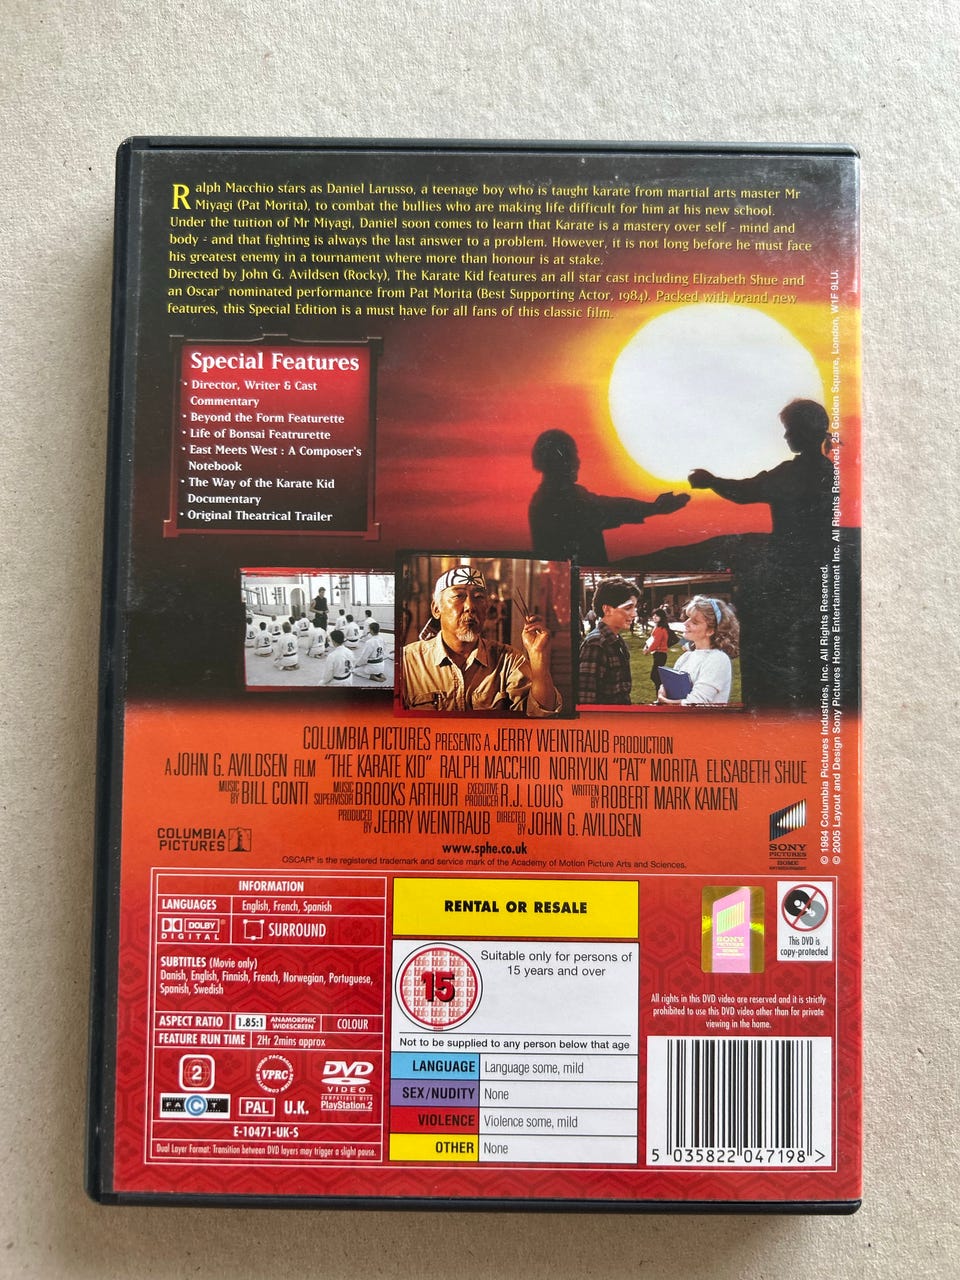 Ralph Macchio stars as Daniel Larusso, a teenage boy who is taught karate from martial arts master Mr
Miyagi (Pat Morita), to combat the bullies who are making life difficult for him at his new school.
Under the tuition of Mr Miyagi, Daniel soon comes to learn that Karate is a mastery over self - mind and
body - and that fighting is always the last answer to a problem. However, it is not long before he must face
his greatest enemy in a tournament where more than honour is at stake.
Directed by John G. Avildsen (Rocky), The Karate Kid features an all star cast including Elizabeth Shue and
an Oscar® nominated performance from Pat Morita (Best Supporting Actor, 1984). Packed with brand new
features, this Special Edition is a must have for all fans of this classic film.
Special Features
• Director, Writer & Cast
Commentary
• Beyond the Form Featurette
• Life of Bonsai Featrurette
• East Meets West : A Composer's
Notebook
• The Way of the Karate Kid
Documentary
• Original Theatrical Trailer
COLUMBIA PICTURES PRESENTS A JERRY WEINTRAUB PRODUCTION
A JOHN G. AVILDSEN FILM "THE KARATE KID" RALPH MACCHIO NORIYUKI "PAT" MORITA ELISABETH SHUE
MUSIC BY BILL CONTI MUSIC SUPERVISOR BROOKS ARTHUR EXECUTIVE PRODUCER R.J. LOUIS WRITTEN BY ROBERT MARK KAMEN
PRODUCED BY JERRY WEINTRAUB DIRECTED BY JOHN G. AVILDSEN
COLUMBIA
PICTURES
www.sphe.co.uk
OSCAR® is the registered trademark and service mark of the Academy of Motion Picture Arts and Sciences.
SONY
PICTURES
HOME
ENTERTAINMENT
© 1984 Columbia Pictures Industries, Inc. All Rights Reserved.
© 2005 Layout and Design Sony Pictures Home Entertainment Inc. All Rights Reserved. 25 Golden Square, London, W1F 9LU.
INFORMATION
LANGUAGES English, French, Spanish
DOLBY
DIGITAL
SURROUND
SUBTITLES (Movie only)
Danish, English, Finnish, French, Norwegian, Portuguese,
Spanish, Swedish
ASPECT RATIO 1.85:1 ANAMORPHIC WIDESCREEN COLOUR
FEATURE RUN TIME 2Hr 2mins approx
2
VPRC
DVD
VIDEO
COMPATIBLE WITH
PlayStation.2
FACT
PAL U.K.
E-10471-UK-S
Dual Layer Format: Transition between DVD layers may trigger a slight pause.
RENTAL OR RESALE
15
Suitable only for persons of
15 years and over
Not to be supplied to any person below that age
LANGUAGE Language some, mild
SEX/NUDITY None
VIOLENCE Violence some, mild
OTHER None
SONY
PICTURES
This DVD is
copy-protected
All rights in this DVD video are reserved and it is strictly
prohibited to use this DVD video other than for private
viewing in the home.
5 035822 047198 >